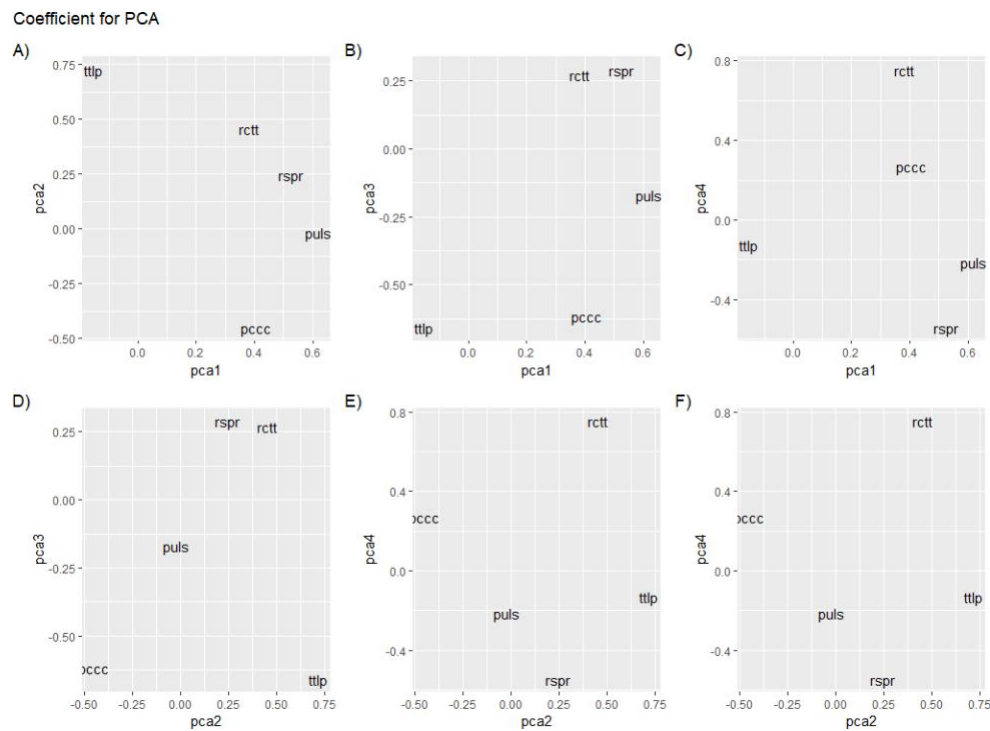 Coefficient for PCA
A)
0.75
0.50
0.25
0.00
-0.25
-0.50
pca2
ttlp
rctt
rspr
puls
pccc
0.0
0.2
0.4
0.6
pca1
B)
0.25
0.00
-0.25
-0.50
pca3
rctt
rspr
puls
pccc
ttlp
0.0
0.2
0.4
0.6
pca1
C)
0.8
0.4
0.0
-0.4
pca4
rctt
pccc
ttlp
puls
rspr
0.0
0.2
0.4
0.6
pca1
D)
0.25
0.00
-0.25
-0.50
pca3
rspr
rctt
puls
pccc
ttlp
-0.50
-0.25
0.00
0.25
0.50
0.75
pca2
E)
0.8
0.4
0.0
-0.4
pca4
rctt
pccc
ttlp
puls
rspr
-0.50
-0.25
0.00
0.25
0.50
0.75
pca2
F)
0.8
0.4
0.0
-0.4
pca4
rctt
pccc
ttlp
puls
rspr
-0.50
-0.25
0.00
0.25
0.50
0.75
pca2